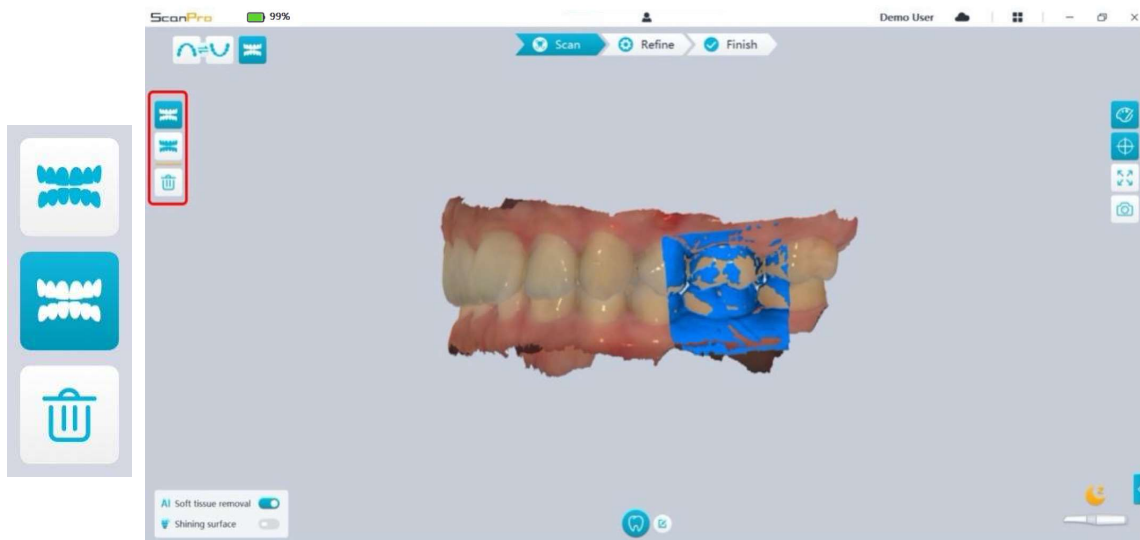 ScanPro 99% Demo User
Scan Refine Finish
AI Soft tissue removal
Shining surface